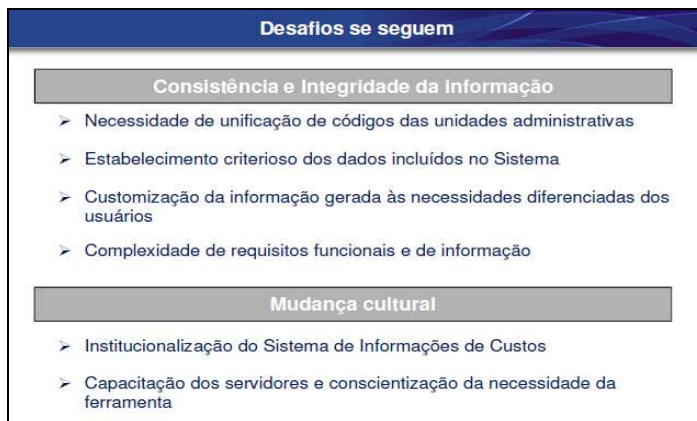 Desafios se seguem
Consistência e Integridade da informação
➢ Necessidade de unificação de códigos das unidades administrativas
➢ Estabelecimento criterioso dos dados incluídos no Sistema
➢ Customização da informação gerada às necessidades diferenciadas dos
usuários
➢ Complexidade de requisitos funcionais e de informação
Mudança cultural
➢ Institucionalização do Sistema de Informações de Custos
➢ Capacitação dos servidores e conscientização da necessidade da
ferramenta